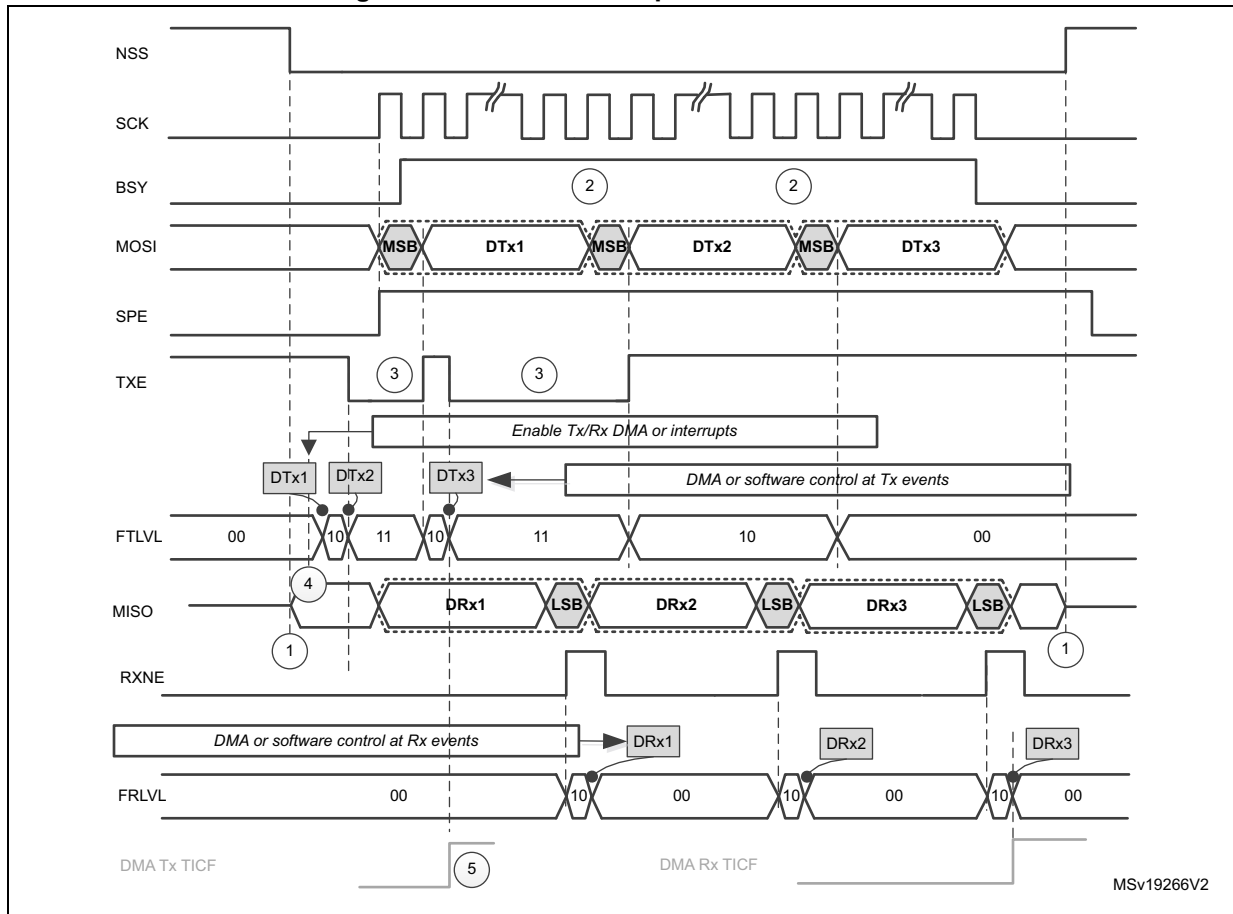 NSS
SCK
BSY
2 2
MOSI MSB DTx1 MSB DTx2 MSB DTx3
SPE
TXE 3 3
Enable Tx/Rx DMA or interrupts
DTx1 DTx2 DTx3 DMA or software control at Tx events
FTLVL 00 10 11 10 11 10 00
4
MISO DRx1 LSB DRx2 LSB DRx3 LSB
1 1
RXNE
DMA or software control at Rx events DRx1 DRx2 DRx3
FRLVL 00 10 00 10 00 10 00
DMA Tx TICF 5 DMA Rx TICF
MSv19266V2